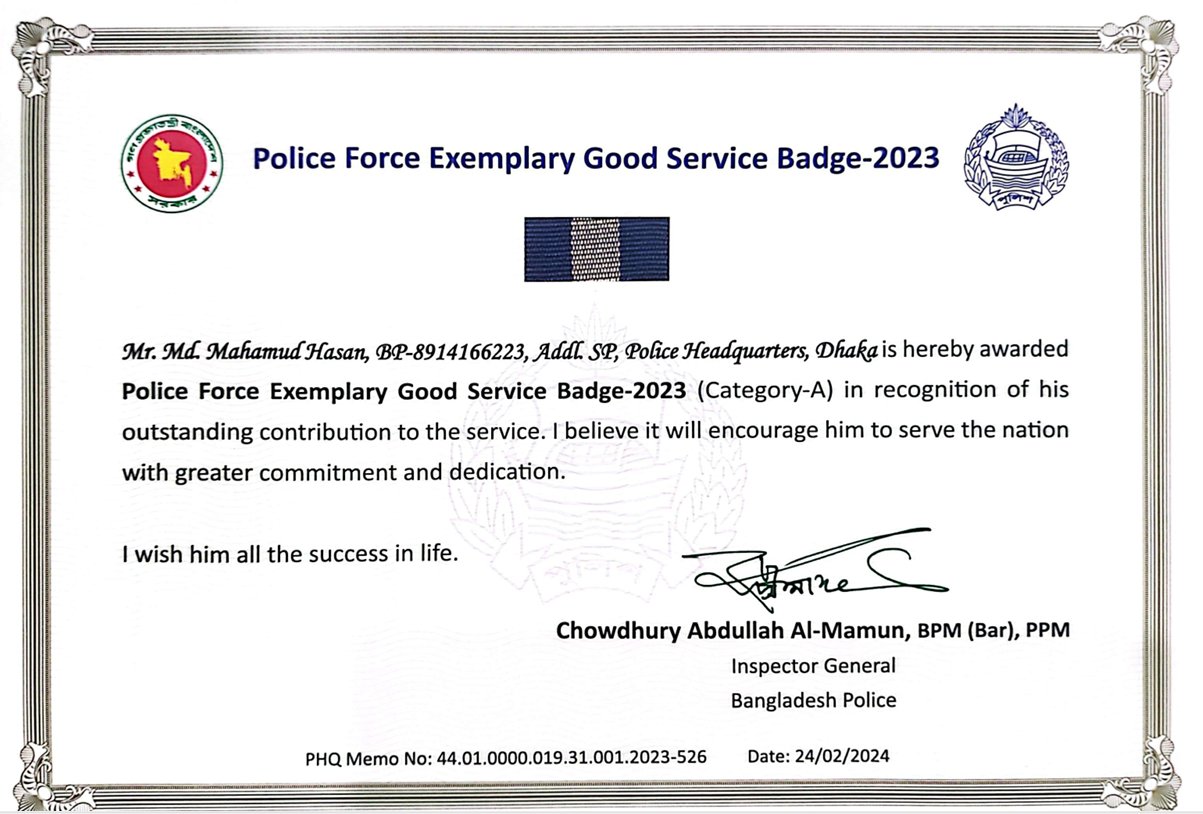 গণপ্রজাতন্ত্রী বাংলাদেশ
সরকার
Police Force Exemplary Good Service Badge-2023
পুলিশ
Mr. Md. Mahamud Hasan, BP-8914166223, Addl. SP, Police Headquarters, Dhaka is hereby awarded
Police Force Exemplary Good Service Badge-2023 (Category-A) in recognition of his
outstanding contribution to the service. I believe it will encourage him to serve the nation
with greater commitment and dedication.
পুলিশ
I wish him all the success in life.
Chowdhury Abdullah Al-Mamun, BPM (Bar), PPM
Inspector General
Bangladesh Police
PHQ Memo No: 44.01.0000.019.31.001.2023-526 Date: 24/02/2024